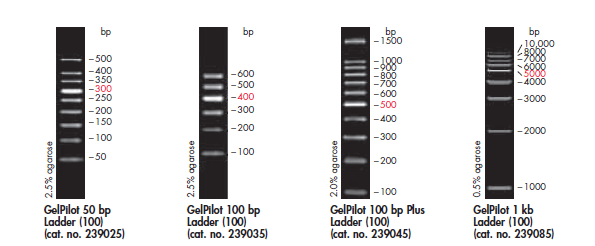 bp
-500
-400
-350
-300
-250
-200
-150
-100
-50
2.5% agarose
GelPilot 50 bp
Ladder (100)
(cat. no. 239025)
bp
-600
-500
-400
-300
-200
-100
2.5% agarose
GelPilot 100 bp
Ladder (100)
(cat. no. 239035)
bp
-1500
-1000
-900
-800
-700
-600
-500
-400
-300
-200
-100
2.0% agarose
GelPilot 100 bp Plus
Ladder (100)
(cat. no. 239045)
bp
10,000
8000
7000
6000
5000
-4000
-3000
-2000
-1000
0.5% agarose
GelPilot 1 kb
Ladder (100)
(cat. no. 239085)